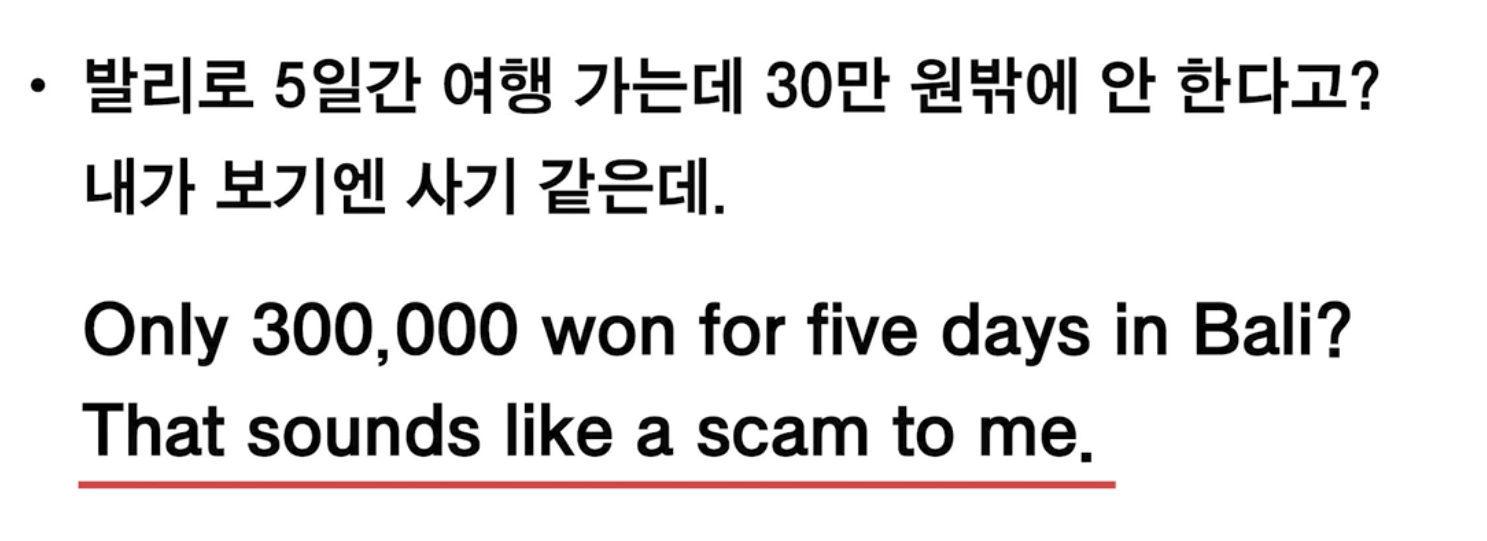 • 발리로 5일간 여행 가는데 30만 원밖에 안 한다고?
내가 보기엔 사기 같은데.
Only 300,000 won for five days in Bali?
That sounds like a scam to me.